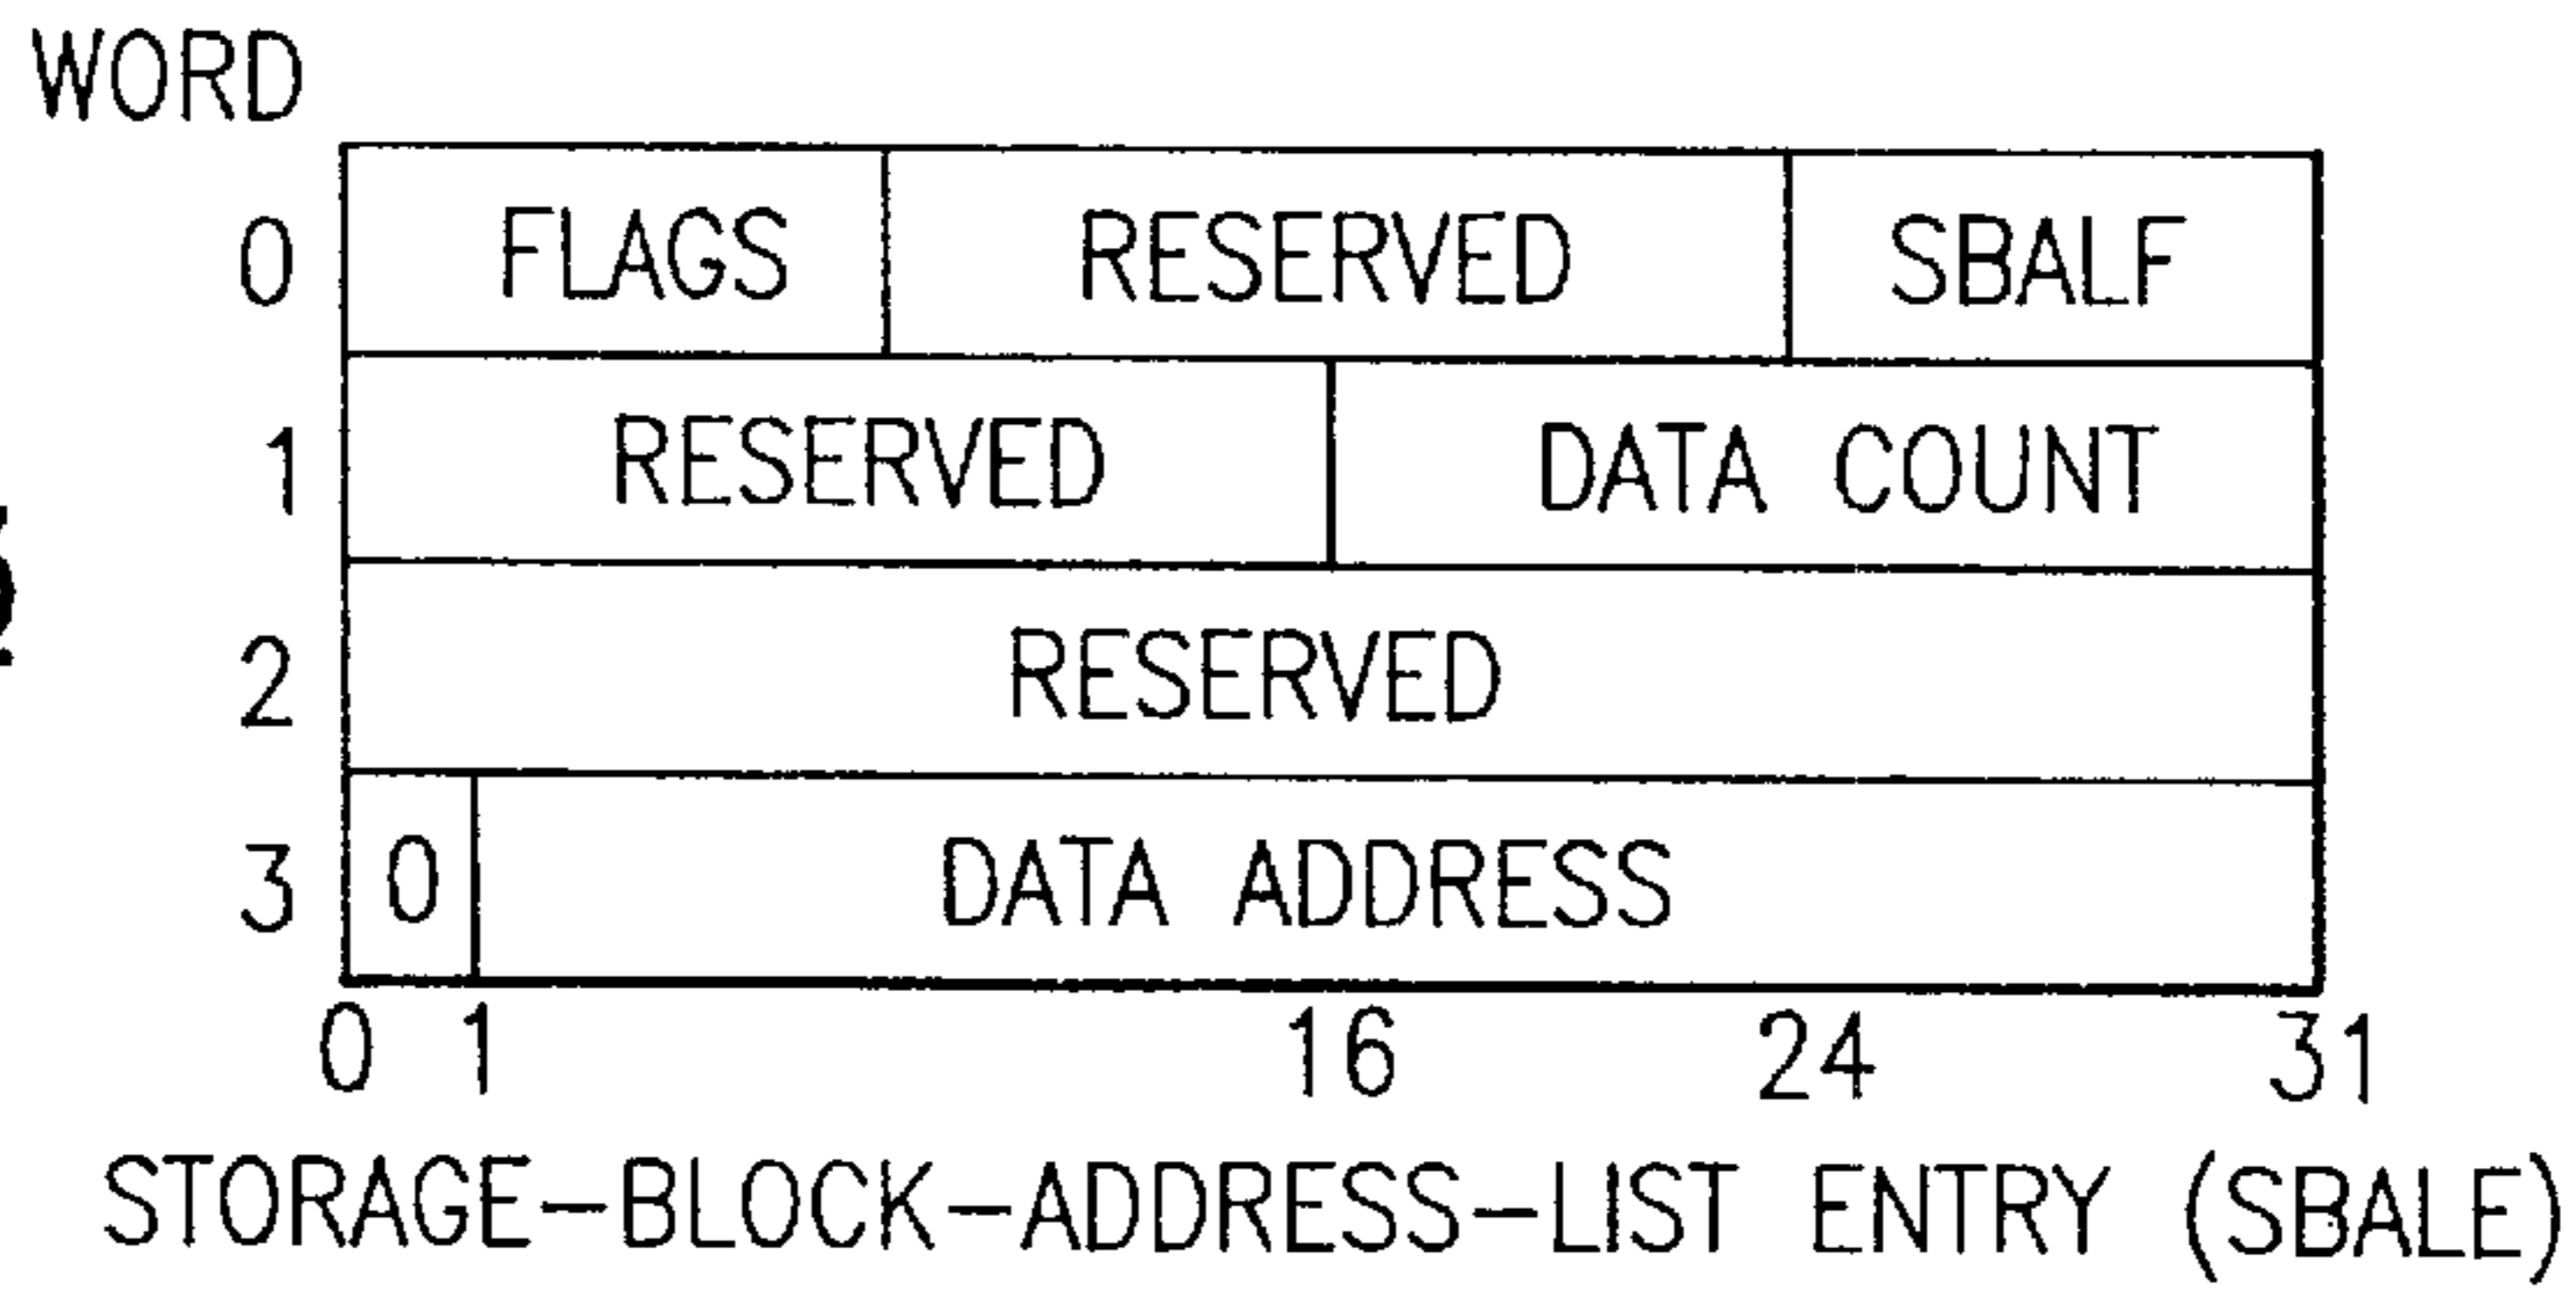 WORD
0 FLAGS RESERVED SBALF
1 RESERVED DATA COUNT
2 RESERVED
3 0 DATA ADDRESS
0 1 16 24 31
STORAGE-BLOCK-ADDRESS-LIST ENTRY (SBALE)